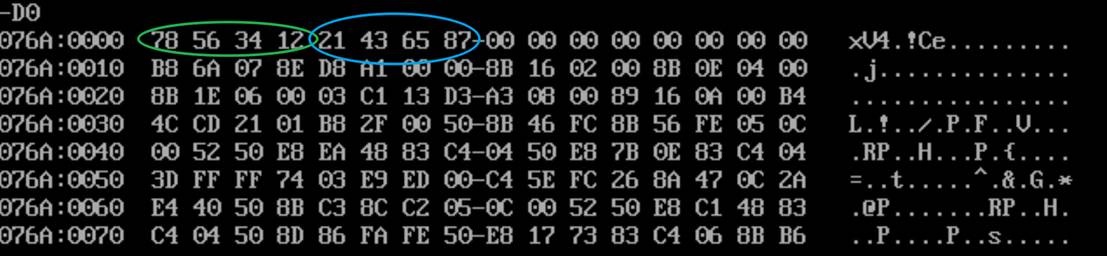 -D0
076A:0000 78 56 34 12 21 43 65 87-00 00 00 00 00 00 00 00 xV4.!Ce.........
076A:0010 B8 6A 07 8E D8 A1 00 00-8B 16 02 00 8B 0E 04 00 .j..............
076A:0020 8B 1E 06 00 03 C1 13 D3-A3 08 00 89 16 0A 00 B4 ................
076A:0030 4C CD 21 01 B8 2F 00 50-8B 46 FC 8B 56 FE 05 0C L.!../.P.F..V...
076A:0040 00 52 50 E8 EA 48 83 C4-04 50 E8 7B 0E 83 C4 04 .RP..H...P.{....
076A:0050 3D FF FF 74 03 E9 ED 00-C4 5E FC 26 8A 47 0C 2A =..t.....^.&.G.*
076A:0060 E4 40 50 8B C3 8C C2 05-0C 00 52 50 E8 C1 48 83 .@P.......RP..H.
076A:0070 C4 04 50 8D 86 FA FE 50-E8 17 73 83 C4 06 8B B6 ..P....P..s.....